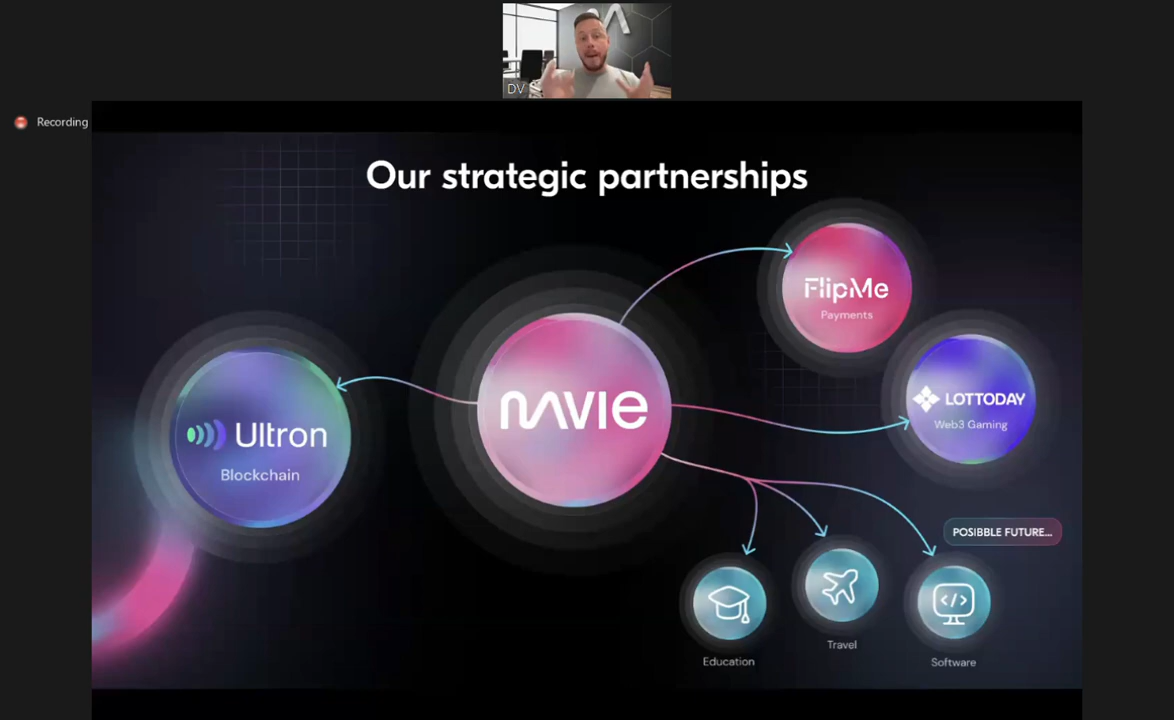 DV
Recording
Our strategic partnerships
FlipMe
Payments
LOTTODAY
Web3 Gaming
NAVIE
Ultron
Blockchain
POSIBBLE FUTURE...
Education
Travel
Software